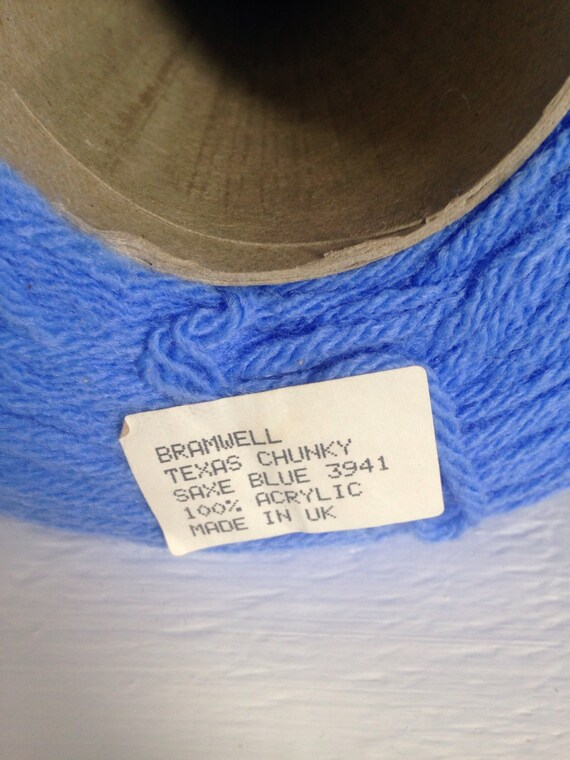 BRAMWELL
TEXAS CHUNKY
SAXE BLUE 3941
100% ACRYLIC
MADE IN UK